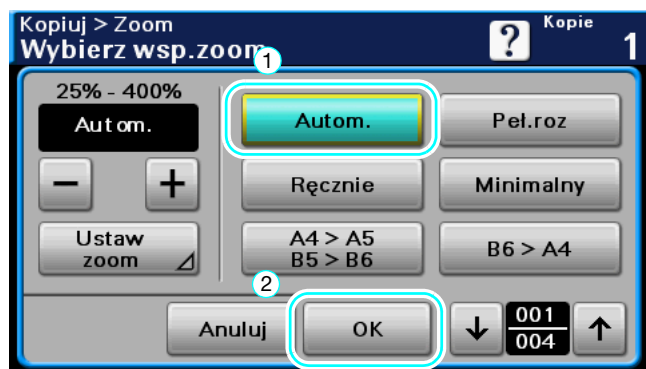 Kopiuj > Zoom
Wybierz wsp.zoom
?
Kopie
1
1
25% - 400%
Autom.
Autom.
Peł.roz
− +
Ręcznie
Minimalny
Ustaw
zoom
A4 > A5
B5 > B6
B6 > A4
2
Anuluj
OK
↓
001
004
↑